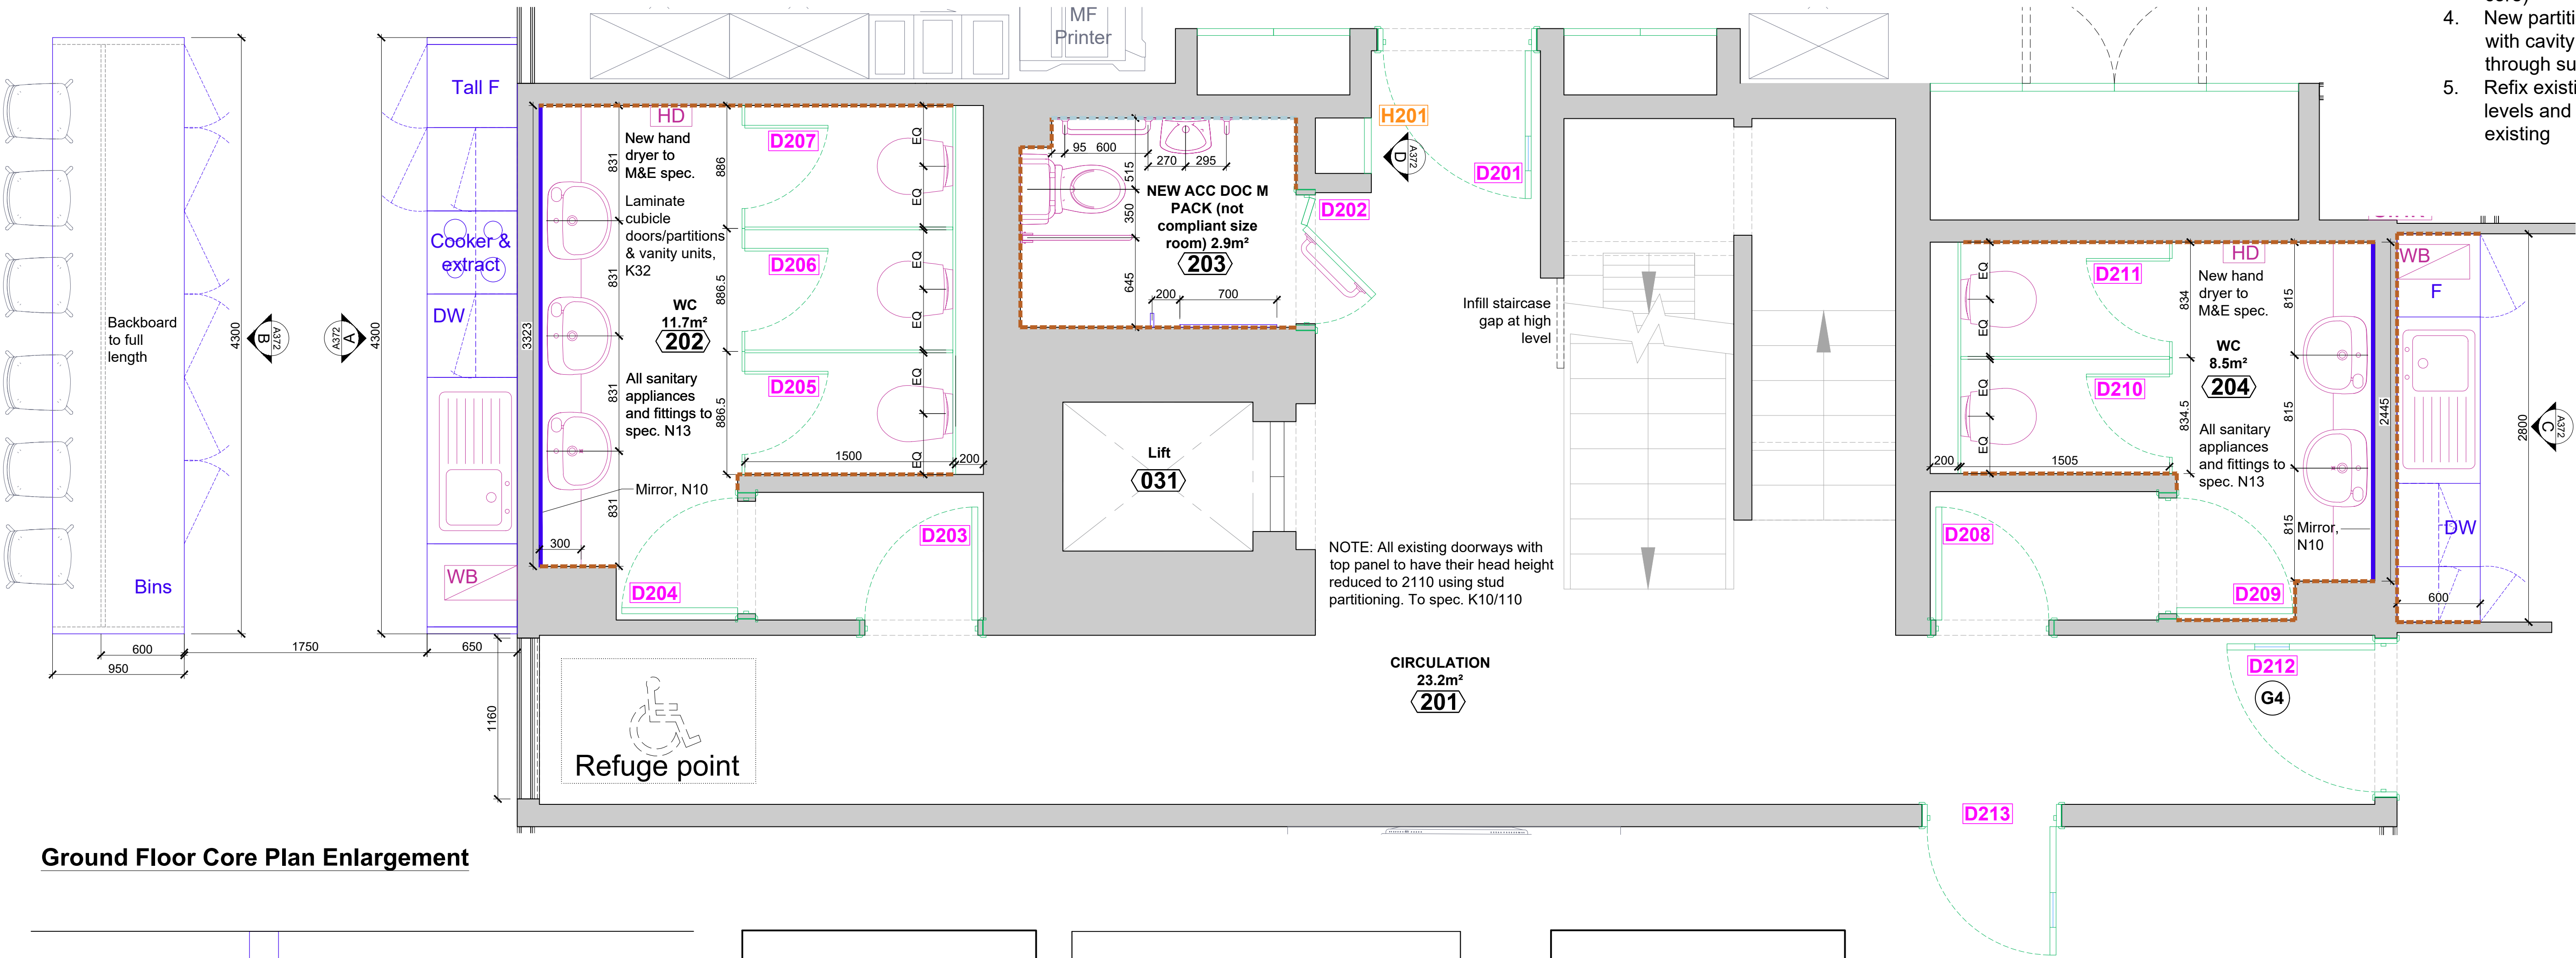 MF
Printer
4. New partiti
with cavity
through su
5. Refix existi
levels and
existing
Tall F
Cooker &
extract
DW
WB
Backboard
to full
length
Bins
4300
B
A372
A
A372
4300
600
950
1750
650
1160
3323
HD
New hand
dryer to
M&E spec.
Laminate
cubicle
doors/partitions
& vanity units,
K32
WC
11.7m²
202
All sanitary
appliances
and fittings to
spec. N13
Mirror, N10
831
831
831
831
300
886
886.5
886.5
D207
D206
D205
EQ
EQ
EQ
EQ
EQ
EQ
1500
200
D204
D203
95 600
270 295
515
350
645
NEW ACC DOC M
PACK (not
compliant size
room) 2.9m²
203
200 700
D202
H201
D
A372
D201
Lift
031
Infill staircase
gap at high
level
NOTE: All existing doorways with
top panel to have their head height
reduced to 2110 using stud
partitioning. To spec. K10/110
CIRCULATION
23.2m²
201
Refuge point
EQ
EQ
EQ
EQ
200
1505
D211
D210
834
834.5
HD
New hand
dryer to
M&E spec.
WC
8.5m²
204
All sanitary
appliances
and fittings to
spec. N13
815
815
815
Mirror,
N10
2445
D208
D209
WB
F
DW
600
2800
C
A372
D212
G4
D213
Ground Floor Core Plan Enlargement